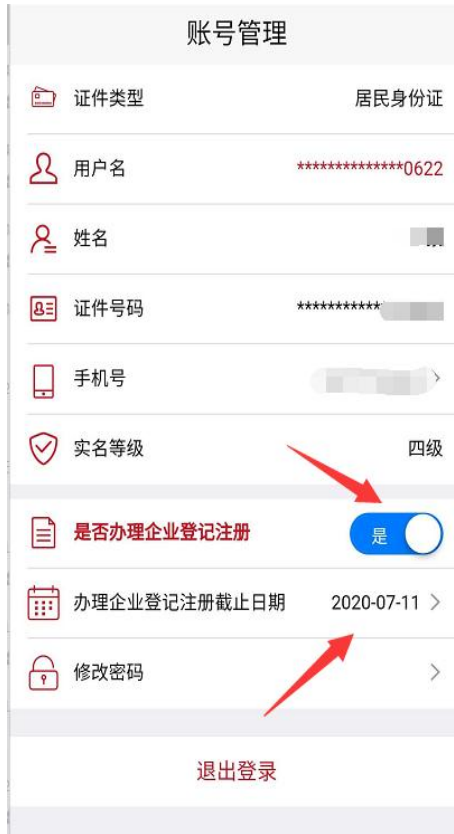 账号管理
证件类型 居民身份证
用户名 **************0622
姓名
证件号码 ***********
手机号
实名等级 四级
是否办理企业登记注册 是
办理企业登记注册截止日期 2020-07-11
修改密码
退出登录